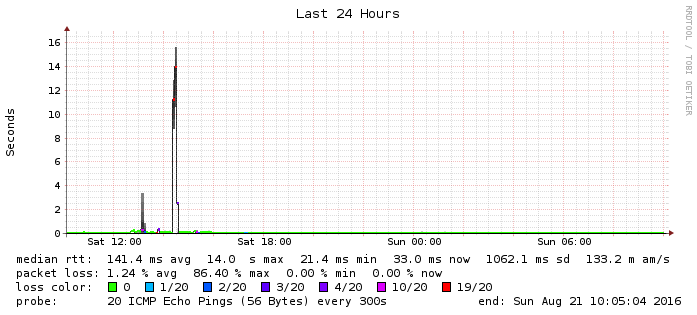 Last 24 Hours
RRDTOOL / TOBI OETIKER
Seconds
16
14
12
10
8
6
4
2
0
Sat 12:00 Sat 18:00 Sun 00:00 Sun 06:00
median rtt: 141.4 ms avg 14.0 s max 21.4 ms min 33.0 ms now 1062.1 ms sd 133.2 m am/s
packet loss: 1.24 % avg 86.40 % max 0.00 % min 0.00 % now
loss color: 0 1/20 2/20 3/20 4/20 10/20 19/20
probe: 20 ICMP Echo Pings (56 Bytes) every 300s end: Sun Aug 21 10:05:04 2016